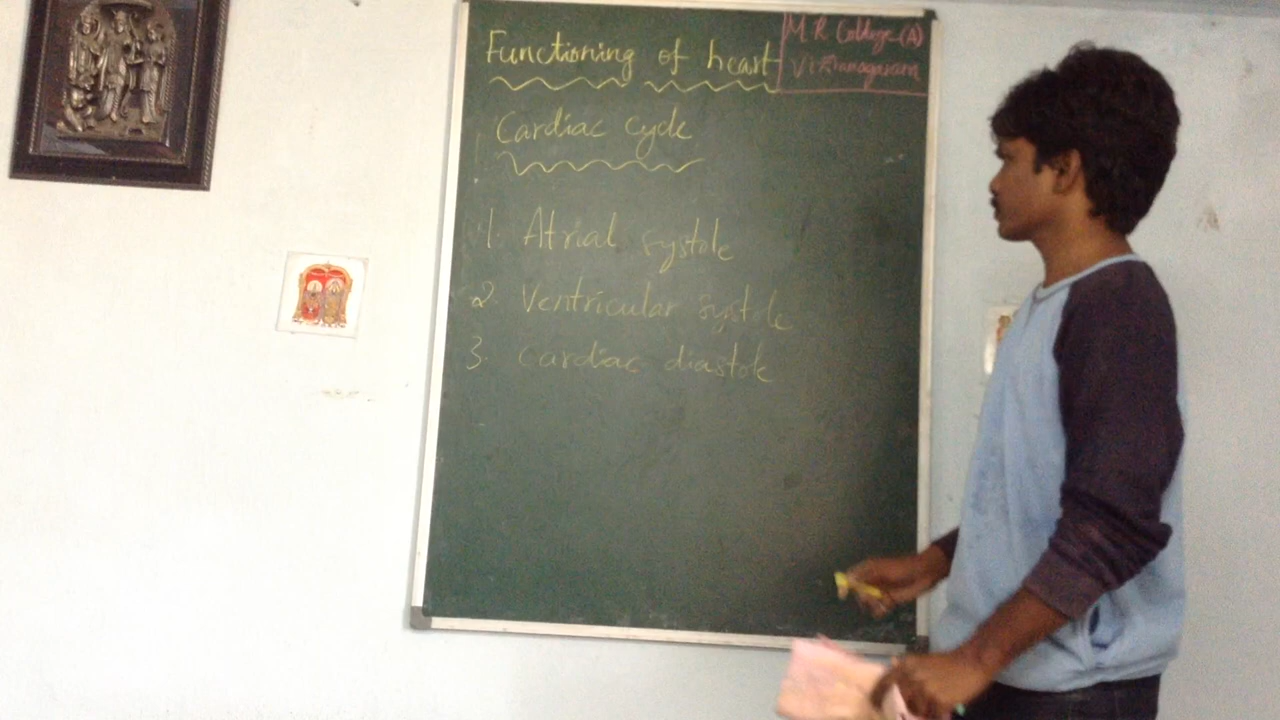 Functioning of heart
M R College (A)
Vizianagaram
Cardiac cycle
1. Atrial systole
2. Ventricular systole
3. cardiac diastole